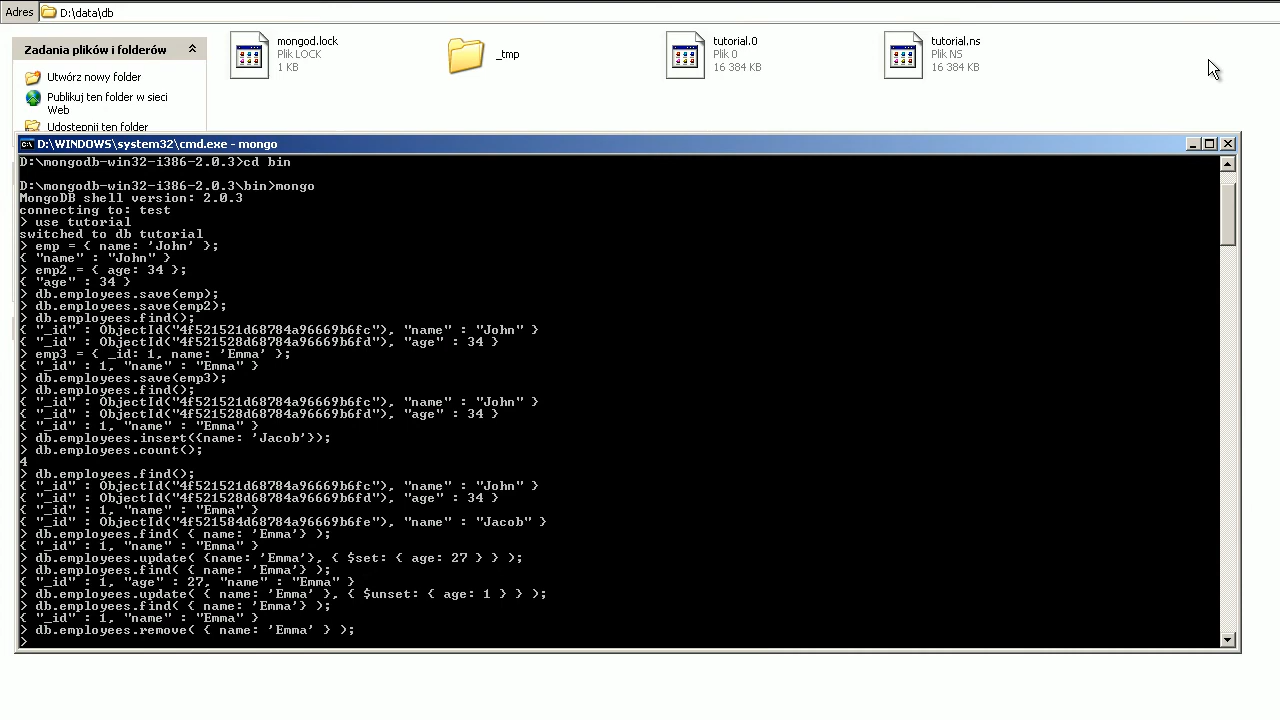 Adres D:\data\db
Zadania plików i folderów
Utwórz nowy folder
Publikuj ten folder w sieci
Web
Udostępnij ten folder
mongod.lock
Plik LOCK
1 KB
_tmp
tutorial.0
Plik 0
16 384 KB
tutorial.ns
Plik NS
16 384 KB
D:\WINDOWS\system32\cmd.exe - mongo
D:\mongodb-win32-i386-2.0.3>cd bin
D:\mongodb-win32-i386-2.0.3\bin>mongo
MongoDB shell version: 2.0.3
connecting to: test
> use tutorial
switched to db tutorial
> emp = { name: 'John' };
{ "name" : "John" }
> emp2 = { age: 34 };
{ "age" : 34 }
> db.employees.save(emp);
> db.employees.save(emp2);
> db.employees.find();
{ "_id" : ObjectId("4f521521d68784a96669b6fc"), "name" : "John" }
{ "_id" : ObjectId("4f521528d68784a96669b6fd"), "age" : 34 }
> emp3 = { _id: 1, name: 'Emma' };
{ "_id" : 1, "name" : "Emma" }
> db.employees.save(emp3);
> db.employees.find();
{ "_id" : ObjectId("4f521521d68784a96669b6fc"), "name" : "John" }
{ "_id" : ObjectId("4f521528d68784a96669b6fd"), "age" : 34 }
{ "_id" : 1, "name" : "Emma" }
> db.employees.insert({name: 'Jacob'});
> db.employees.count();
4
> db.employees.find();
{ "_id" : ObjectId("4f521521d68784a96669b6fc"), "name" : "John" }
{ "_id" : ObjectId("4f521528d68784a96669b6fd"), "age" : 34 }
{ "_id" : 1, "name" : "Emma" }
{ "_id" : ObjectId("4f521584d68784a96669b6fe"), "name" : "Jacob" }
> db.employees.find( { name: 'Emma'} );
{ "_id" : 1, "name" : "Emma" }
> db.employees.update( {name: 'Emma'}, { $set: { age: 27 } } );
> db.employees.find( { name: 'Emma'} );
{ "_id" : 1, "age" : 27, "name" : "Emma" }
> db.employees.update( { name: 'Emma' }, { $unset: { age: 1 } } );
> db.employees.find( { name: 'Emma'} );
{ "_id" : 1, "name" : "Emma" }
> db.employees.remove( { name: 'Emma' } );
>